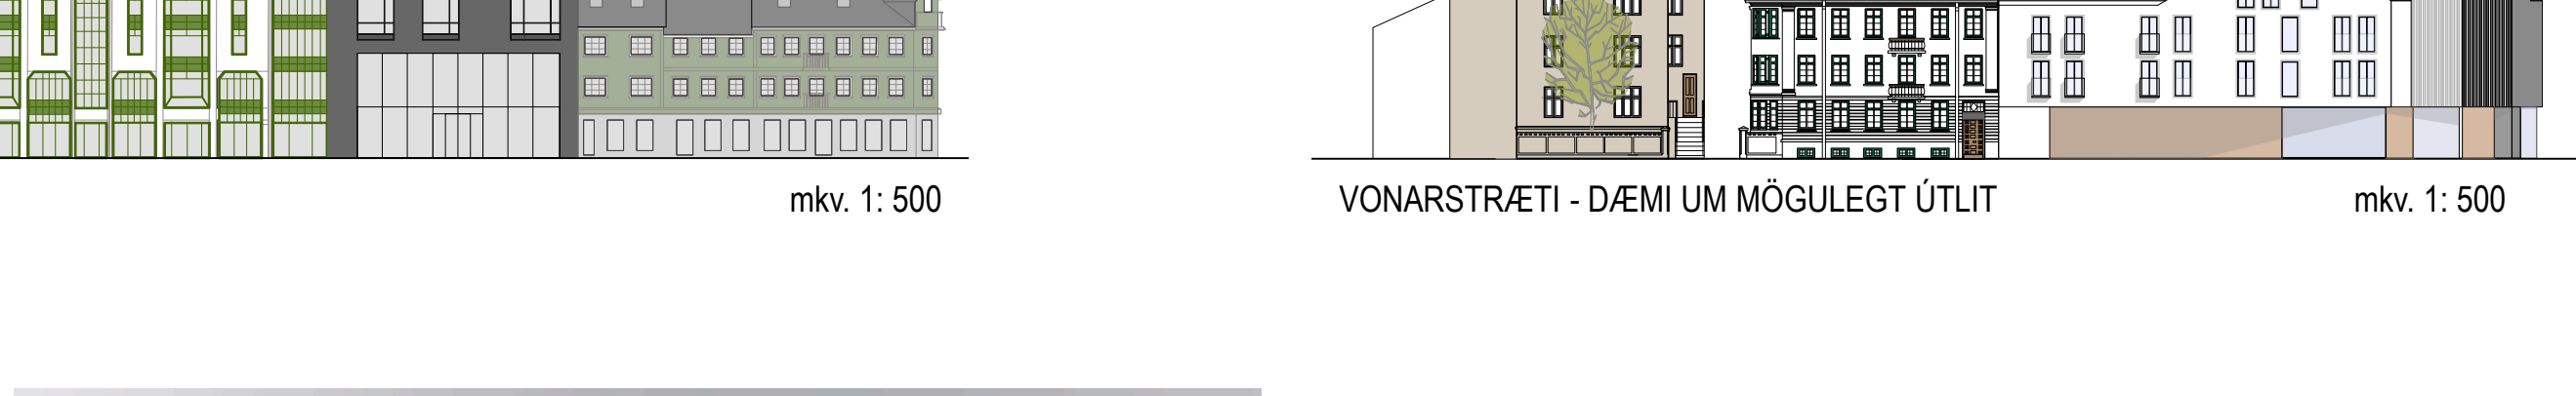 mkv. 1: 500
VONARSTRÆTI - DÆMI UM MÖGULEGT ÚTLIT
mkv. 1: 500